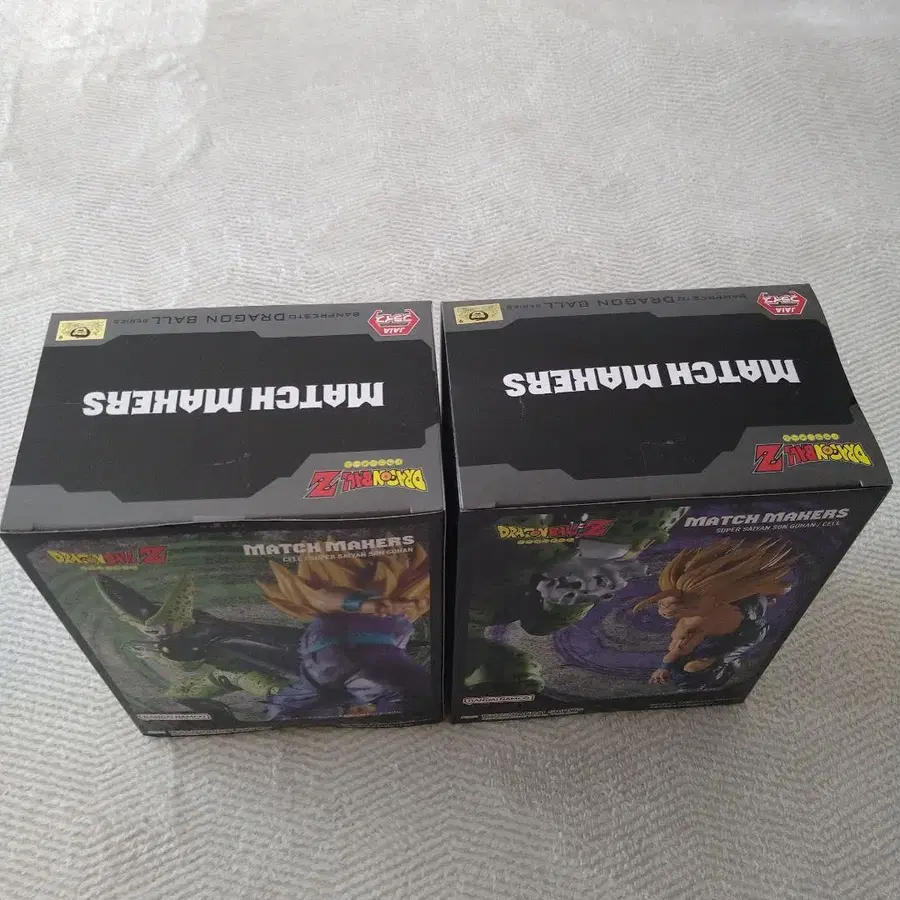 BANPRESTO DRAGON BALL SERIES
JAIA
MATCH MAKERS
DRAGON BALL Z
DRAGON BALL Z
MATCH MAKERS
CELL / SUPER SAIYAN SON GOHAN
BANDAI NAMCO
BANPRESTO DRAGON BALL SERIES
JAIA
MATCH MAKERS
DRAGON BALL Z
DRAGON BALL Z
MATCH MAKERS
SUPER SAIYAN SON GOHAN / CELL
BANDAI NAMCO